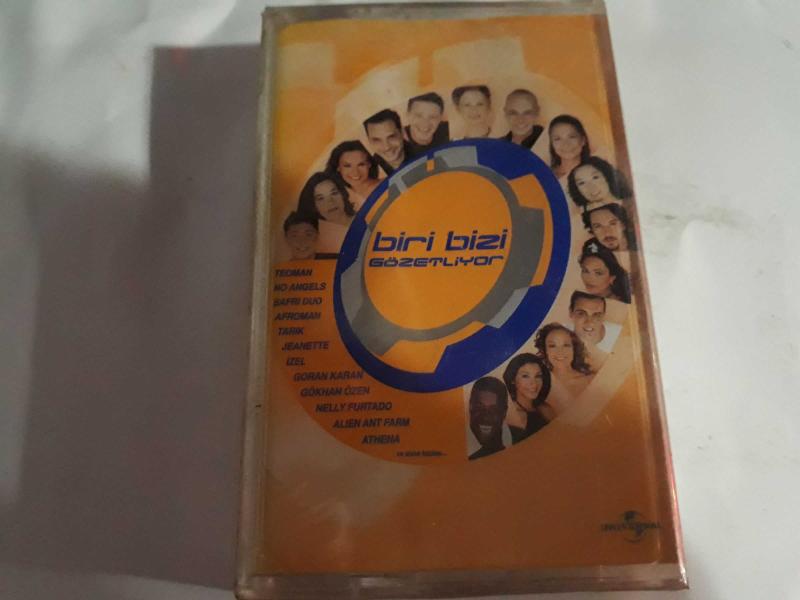 biri bizi
GÖZETLİYOR
TEOMAN
NO ANGELS
SAFRI DUO
AFROMAN
TARIK
JEANETTE
İZEL
GORAN KARAN
GÖKHAN ÖZEN
NELLY FURTADO
ALIEN ANT FARM
ATHENA
UNIVERSAL